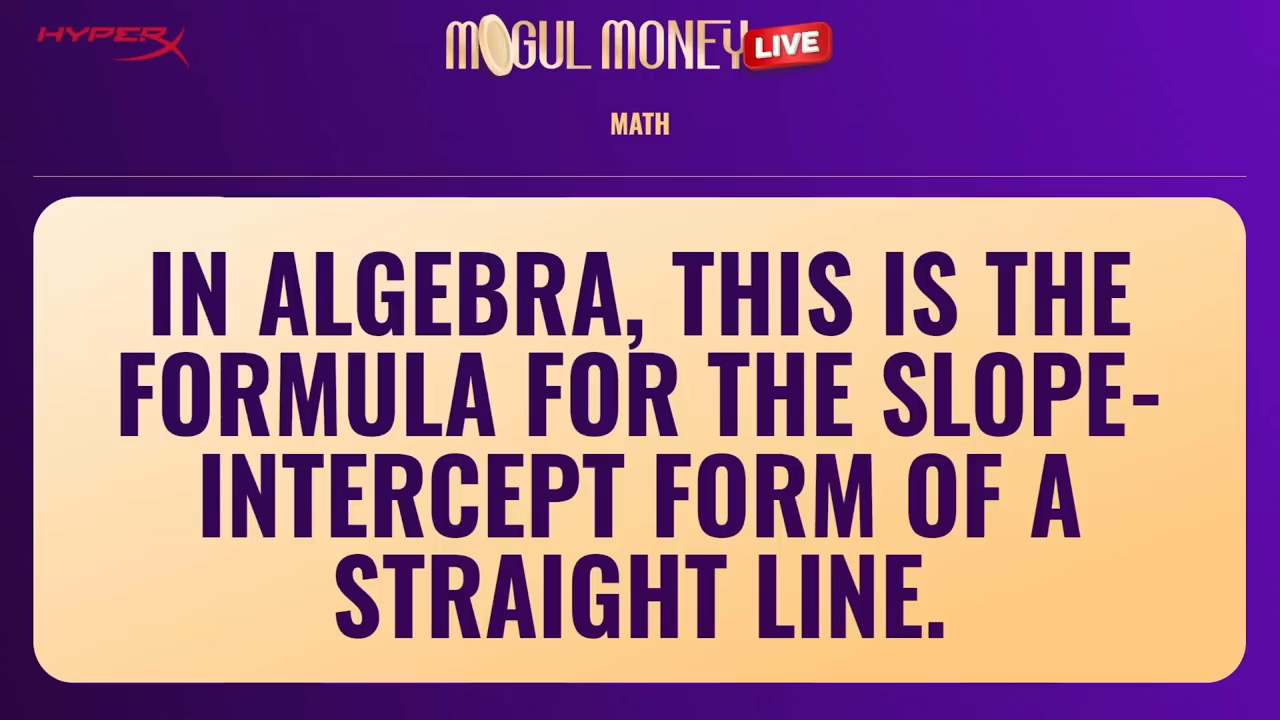 HYPERX
MOGUL MONEY LIVE
MATH
IN ALGEBRA, THIS IS THE
FORMULA FOR THE SLOPE-
INTERCEPT FORM OF A
STRAIGHT LINE.